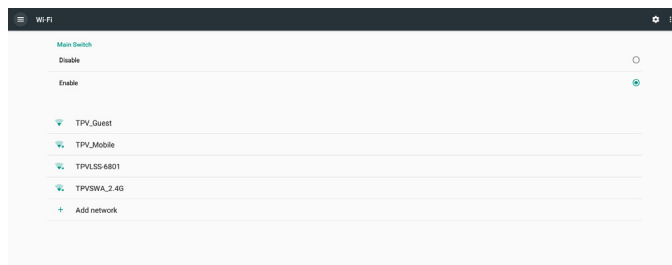 Wi-Fi
Main Switch
Disable
Enable
TPV_Guest
TPV_Mobile
TPVLSS-6801
TPVSWA_2.4G
Add network